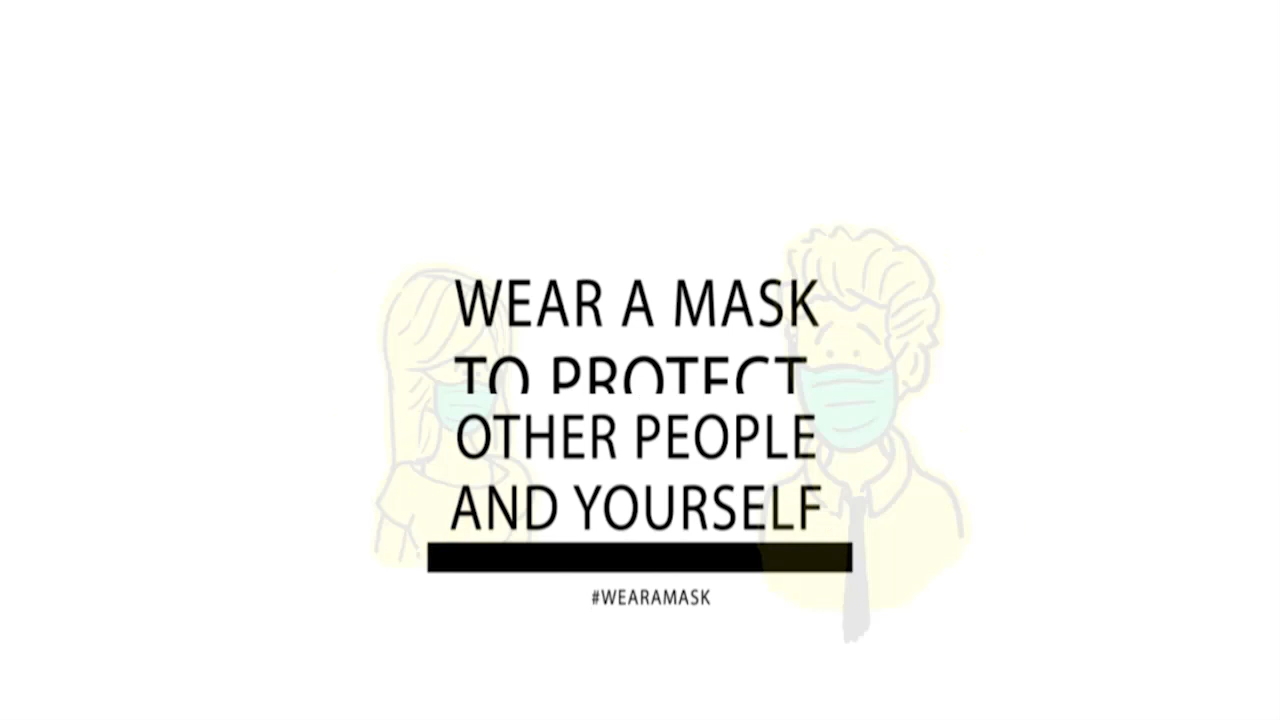 WEAR A MASK
TO PROTECT
OTHER PEOPLE
AND YOURSELF
#WEARAMASK